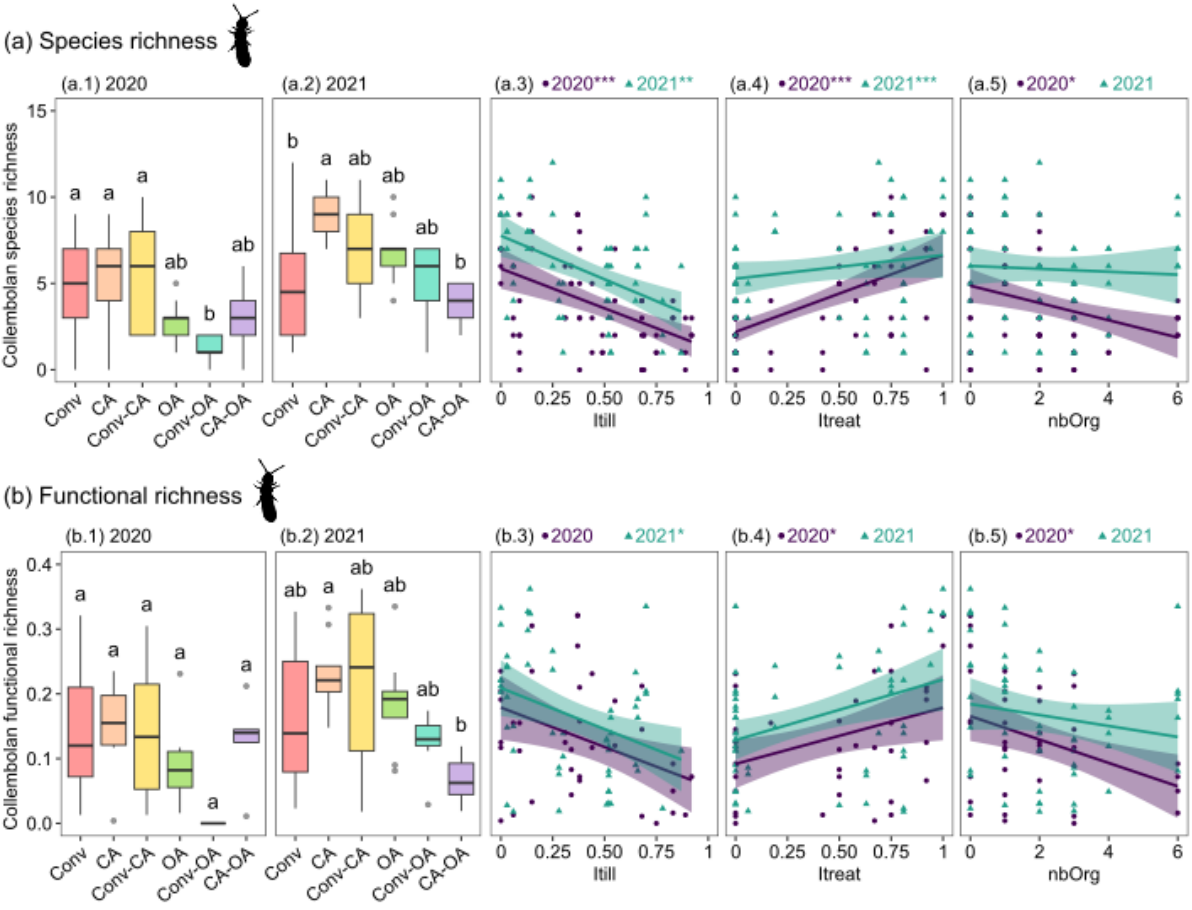 (a) Species richness
(a.1) 2020
(a.2) 2021
(a.3) 2020*** 2021**
(a.4) 2020*** 2021***
(a.5) 2020* 2021
Collembolan species richness
15
10
5
0
a a a ab b ab
b a ab ab ab b
Conv CA Conv-CA OA Conv-OA CA-OA
Conv CA Conv-CA OA Conv-OA CA-OA
0 0.25 0.50 0.75 1
Itill
0 0.25 0.50 0.75 1
Itreat
0 2 4 6
nbOrg
(b) Functional richness
(b.1) 2020
(b.2) 2021
(b.3) 2020 2021*
(b.4) 2020* 2021
(b.5) 2020* 2021
Collembolan functional richness
0.4
0.3
0.2
0.1
0.0
a a a a a a
ab a ab ab ab b
Conv CA Conv-CA OA Conv-OA CA-OA
Conv CA Conv-CA OA Conv-OA CA-OA
0 0.25 0.50 0.75 1
Itill
0 0.25 0.50 0.75 1
Itreat
0 2 4 6
nbOrg